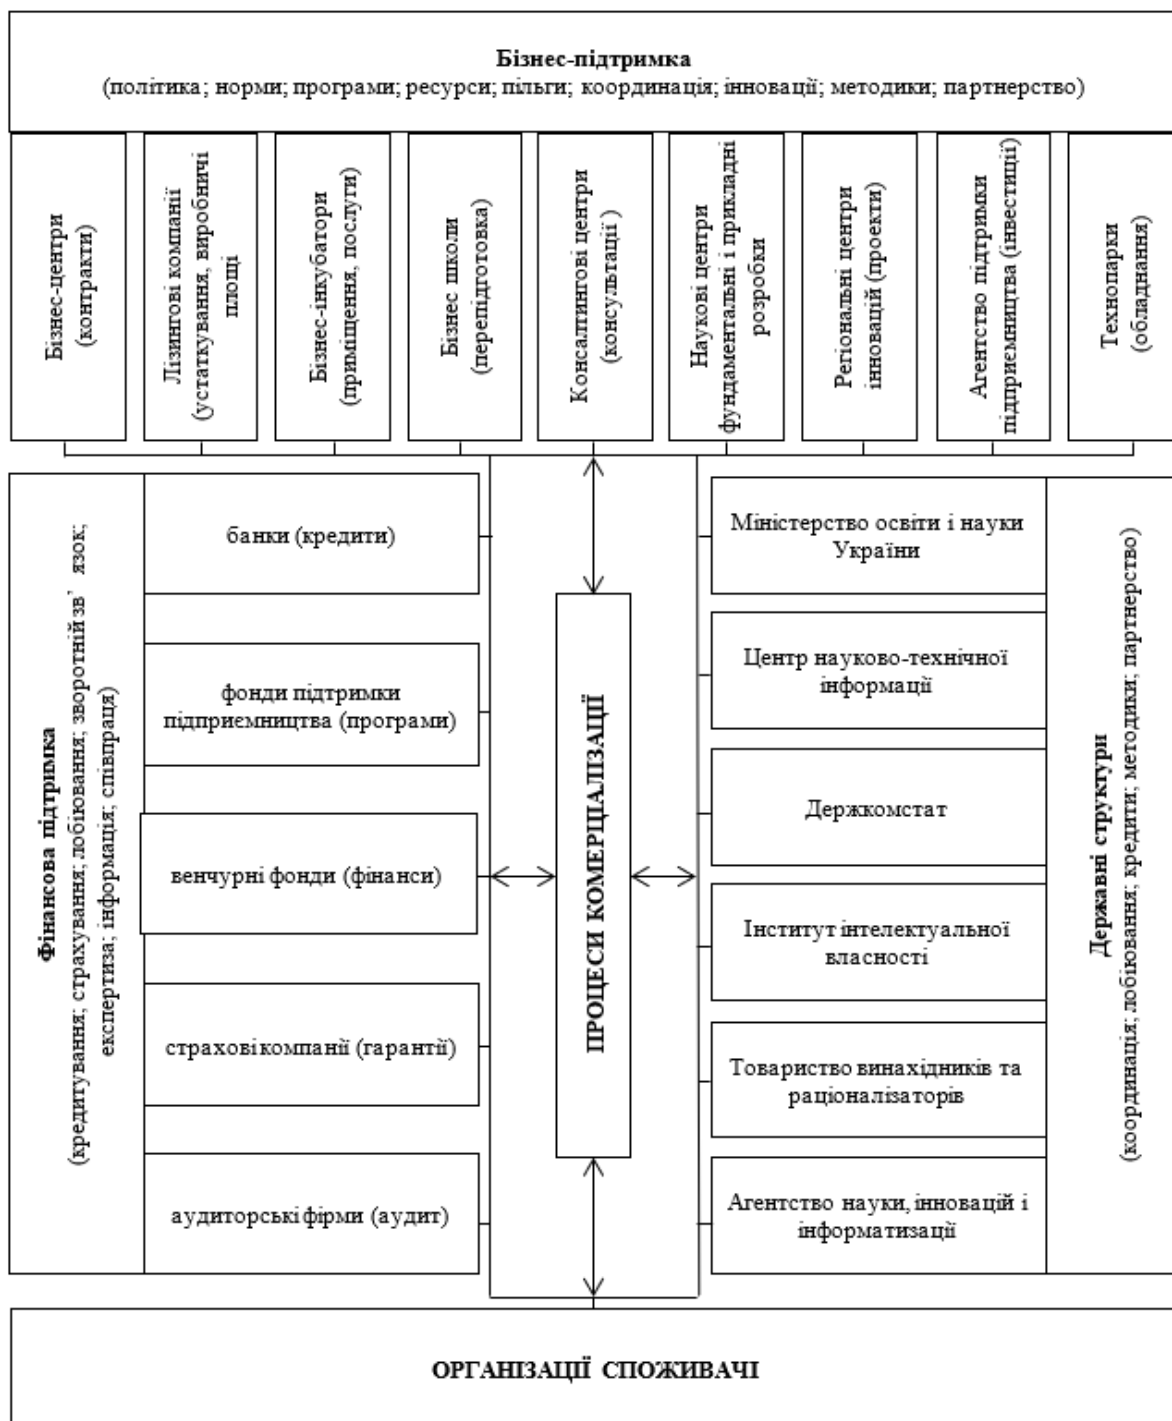 Бізнес-підтримка
(політика; норми; програми; ресурси; пільги; координація; інновації; методики; партнерство)
Бізнес-центри
(контракти)
Лізингові компанії
(устаткування, виробничі
площі
Бізнес-інкубатори
(приміщення, послуги)
Бізнес школи
(перепідготовка)
Консалтингові центри
(консультації )
Наукові центри
фундаментальні і прикладні
розробки
Регіональні центри
інновацій (проекти)
Агентство підтримки
підприємництва (інвестиції)
Технопарки
(обладнання)
Фінансова підтримка
(кредитування; страхування; лобіювання; зворотній зв’ язок;
експертиза; інформація; співпраця)
банки (кредити)
фонди підтримки
підприємництва (програми)
венчурні фонди (фінанси)
страхові компанії (гарантії)
аудиторські фірми (аудит)
ПРОЦЕСИ КОМЕРЦІАЛІЗАЦІЇ
Міністерство освіти і науки
України
Центр науково-технічної
інформації
Держкомстат
Інститут інтелектуальної
власності
Товариство винахідників та
раціоналізаторів
Агентство науки, інновацій і
інформатизації
Державні структури
(координація; лобіювання; кредити; методики; партнерство)
ОРГАНІЗАЦІЇ СПОЖИВАЧІ